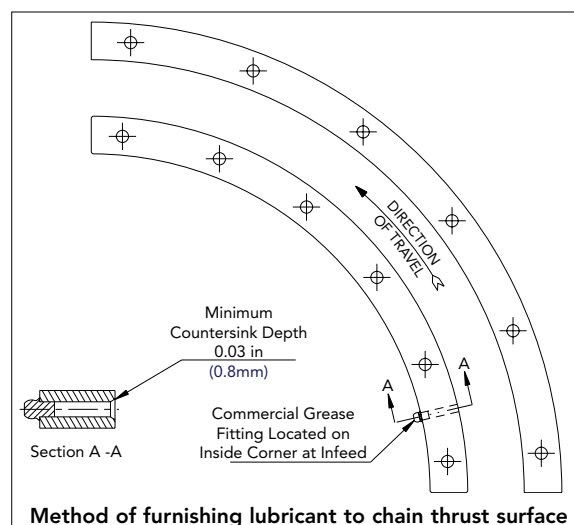 DIRECTION
OF TRAVEL
Minimum
Countersink Depth
0.03 in
(0.8mm)
A
A
Commercial Grease
Fitting Located on
Inside Corner at Infeed
Section A -A
Method of furnishing lubricant to chain thrust surface